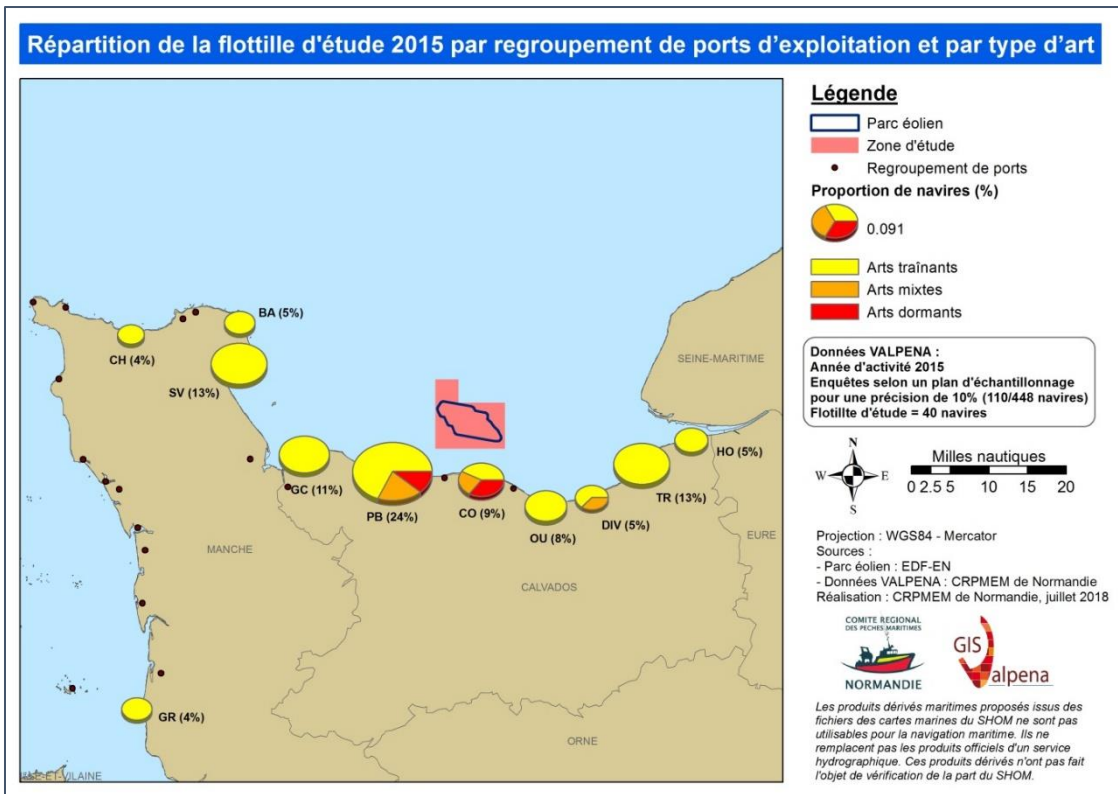 Répartition de la flottille d'étude 2015 par regroupement de ports d'exploitation et par type d'art
BA (5%)
CH (4%)
SV (13%)
SEINE-MARITIME
HO (5%)
GC (11%)
TR (13%)
PB (24%)
CO (9%)
DIV (5%)
OU (8%)
EURE
MANCHE
CALVADOS
GR (4%)
ORNE
ET-VILAINE
Légende
Parc éolien
Zone d'étude
Regroupement de ports
Proportion de navires (%)
0.091
Arts traînants
Arts mixtes
Arts dormants
Données VALPENA :
Année d'activité 2015
Enquêtes selon un plan d'échantillonnage
pour une précision de 10% (110/448 navires)
Flotillte d'étude = 40 navires
N
W E
S
Milles nautiques
0 2.5 5 10 15 20
Projection : WGS84 - Mercator
Sources :
- Parc éolien : EDF-EN
- Données VALPENA : CRPMEM de Normandie
Réalisation : CRPMEM de Normandie, juillet 2018
COMITE REGIONAL
DES PECHES MARITIMES
NORMANDIE
GIS
Valpena
Les produits dérivés maritimes proposés issus des
fichiers des cartes marines du SHOM ne sont pas
utilisables pour la navigation maritime. Ils ne
remplacent pas les produits officiels d'un service
hydrographique. Ces produits dérivés n'ont pas fait
l'objet de vérification de la part du SHOM.